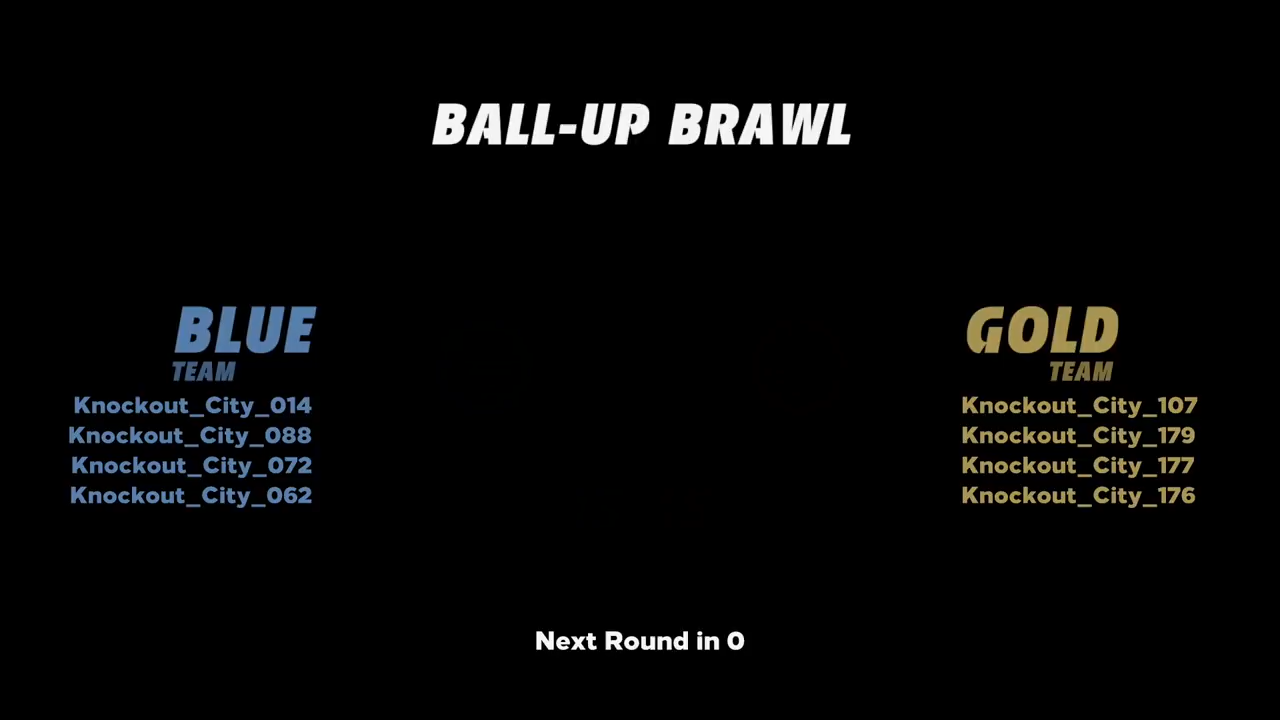 BALL-UP BRAWL
BLUE
TEAM
Knockout_City_014
Knockout_City_088
Knockout_City_072
Knockout_City_062
GOLD
TEAM
Knockout_City_107
Knockout_City_179
Knockout_City_177
Knockout_City_176
Next Round in 0